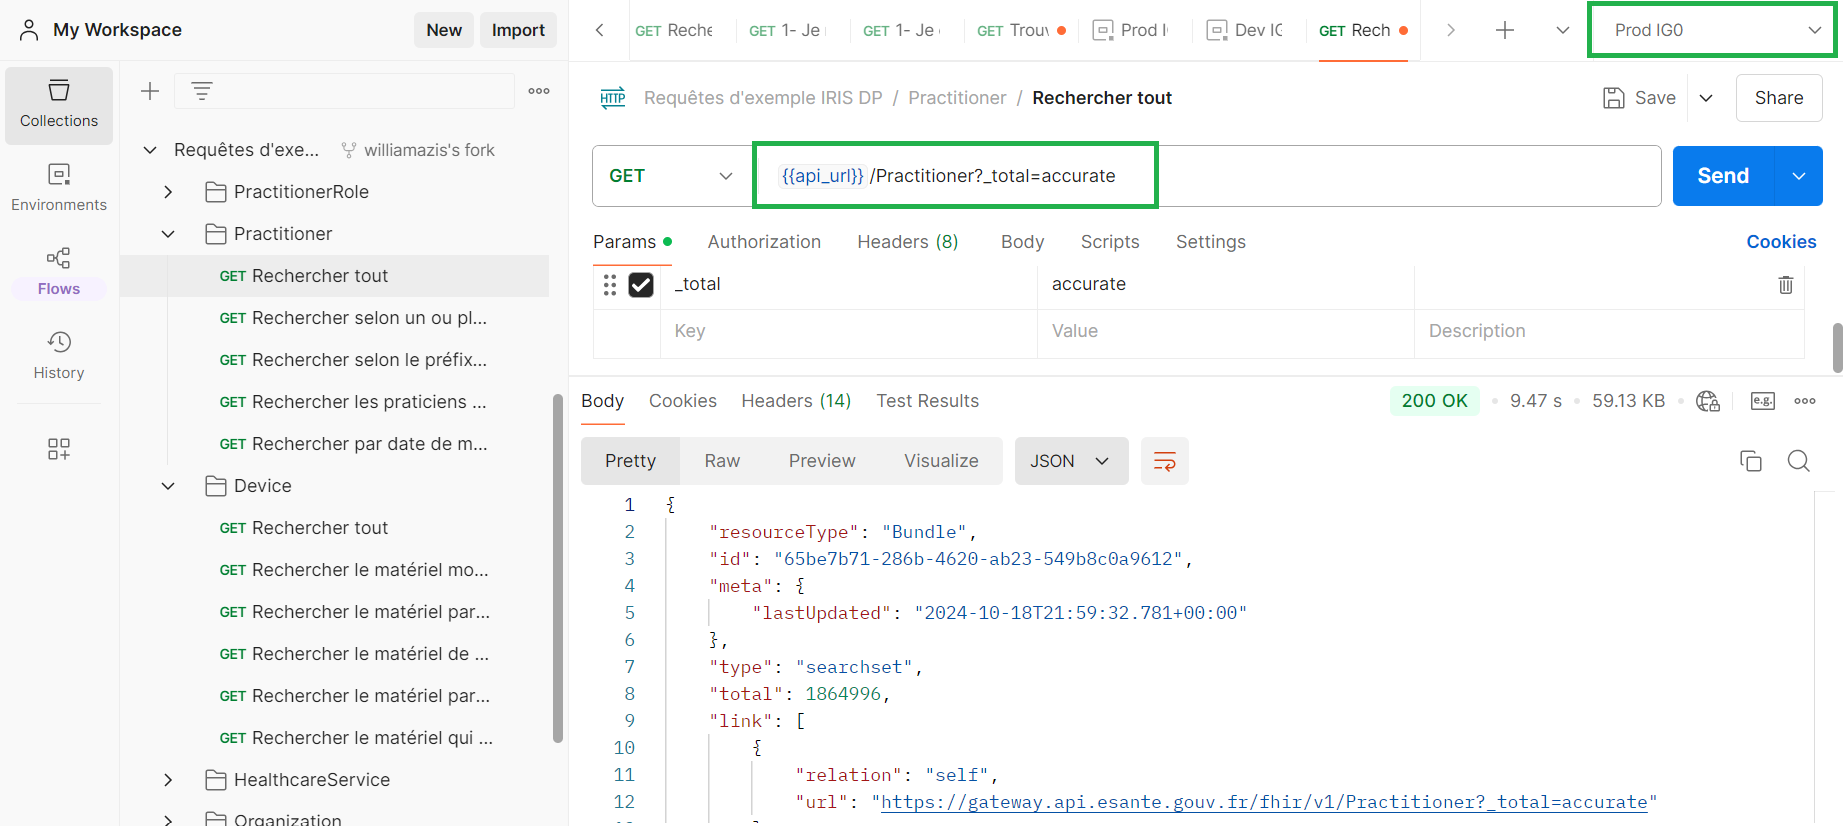 My Workspace
New
Import
GET Reche
GET 1- Je
GET 1- Je
GET Trouv
Prod I
Dev IG
GET Rech
Prod IG0
Collections
Environments
Flows
History
Requêtes d'exe...
williamazis's fork
PractitionerRole
Practitioner
GET Rechercher tout
GET Rechercher selon un ou pl...
GET Rechercher selon le préfix...
GET Rechercher les praticiens ...
GET Rechercher par date de m...
Device
GET Rechercher tout
GET Rechercher le matériel mo...
GET Rechercher le matériel par...
GET Rechercher le matériel de ...
GET Rechercher le matériel par...
GET Rechercher le matériel qui ...
HealthcareService
Organization
HTTP
Requêtes d'exemple IRIS DP / Practitioner / Rechercher tout
Save
Share
GET
{{api_url}} /Practitioner?_total=accurate
Send
Params
Authorization
Headers (8)
Body
Scripts
Settings
Cookies
_total
accurate
Key
Value
Description
Body
Cookies
Headers (14)
Test Results
200 OK
9.47 s
59.13 KB
e.g.
Pretty
Raw
Preview
Visualize
JSON
1 {
2 "resourceType": "Bundle",
3 "id": "65be7b71-286b-4620-ab23-549b8c0a9612",
4 "meta": {
5 "lastUpdated": "2024-10-18T21:59:32.781+00:00"
6 },
7 "type": "searchset",
8 "total": 1864996,
9 "link": [
10 {
11 "relation": "self",
12 "url": "https://gateway.api.esante.gouv.fr/fhir/v1/Practitioner?_total=accurate"